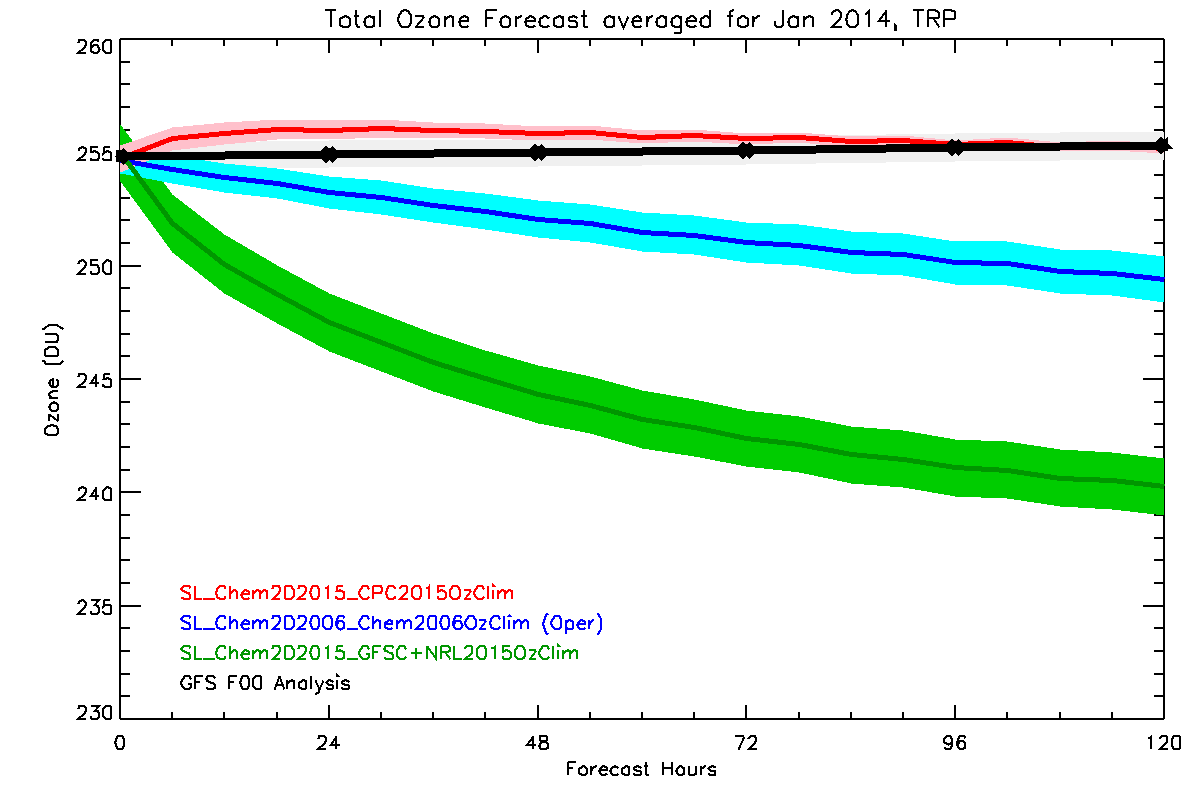 Total Ozone Forecast averaged for Jan 2014, TRP
260
255
250
245
240
235
230
Ozone (DU)
SL_Chem2D2015_CPC2015OzClim
SL_Chem2D2006_Chem2006OzClim (Oper)
SL_Chem2D2015_GFSC+NRL2015OzClim
GFS F00 Analysis
0 24 48 72 96 120
Forecast Hours